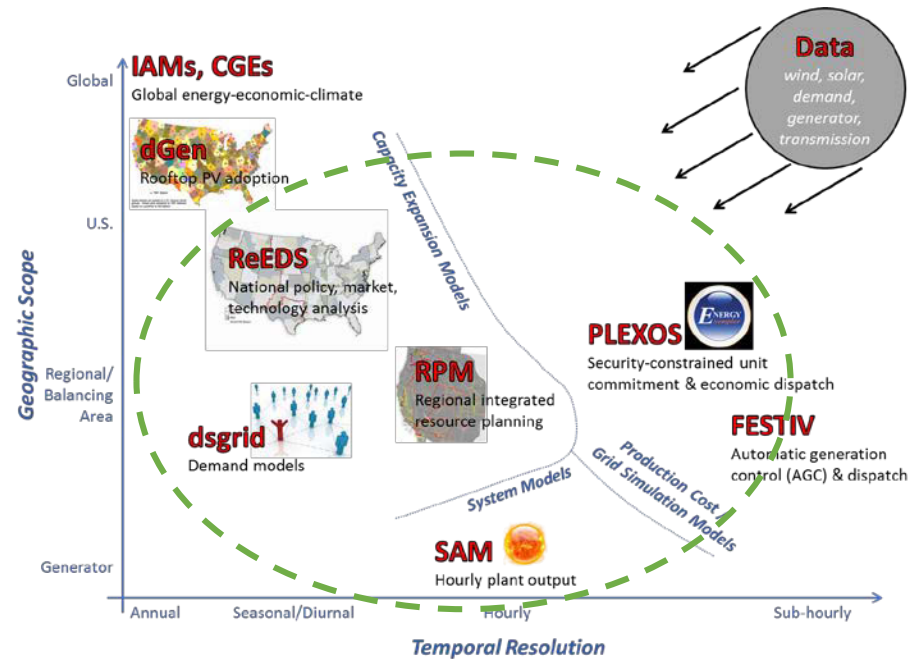 Data
wind, solar,
demand,
generator,
transmission
IAMs, CGEs
Global energy-economic-climate
Global
dGen
Rooftop PV adoption
Capacity Expansion Models
U.S.
ReEDS
National policy, market,
technology analysis
Geographic Scope
ENERGY
PLEXOS
Security-constrained unit
commitment & economic dispatch
Regional/
Balancing
Area
RPM
Regional integrated
resource planning
dsgrid
Demand models
FESTIV
Automatic generation
control (AGC) & dispatch
Production Cost /
Grid Simulation Models
System Models
SAM
Hourly plant output
Generator
Annual
Seasonal/Diurnal
Hourly
Sub-hourly
Temporal Resolution